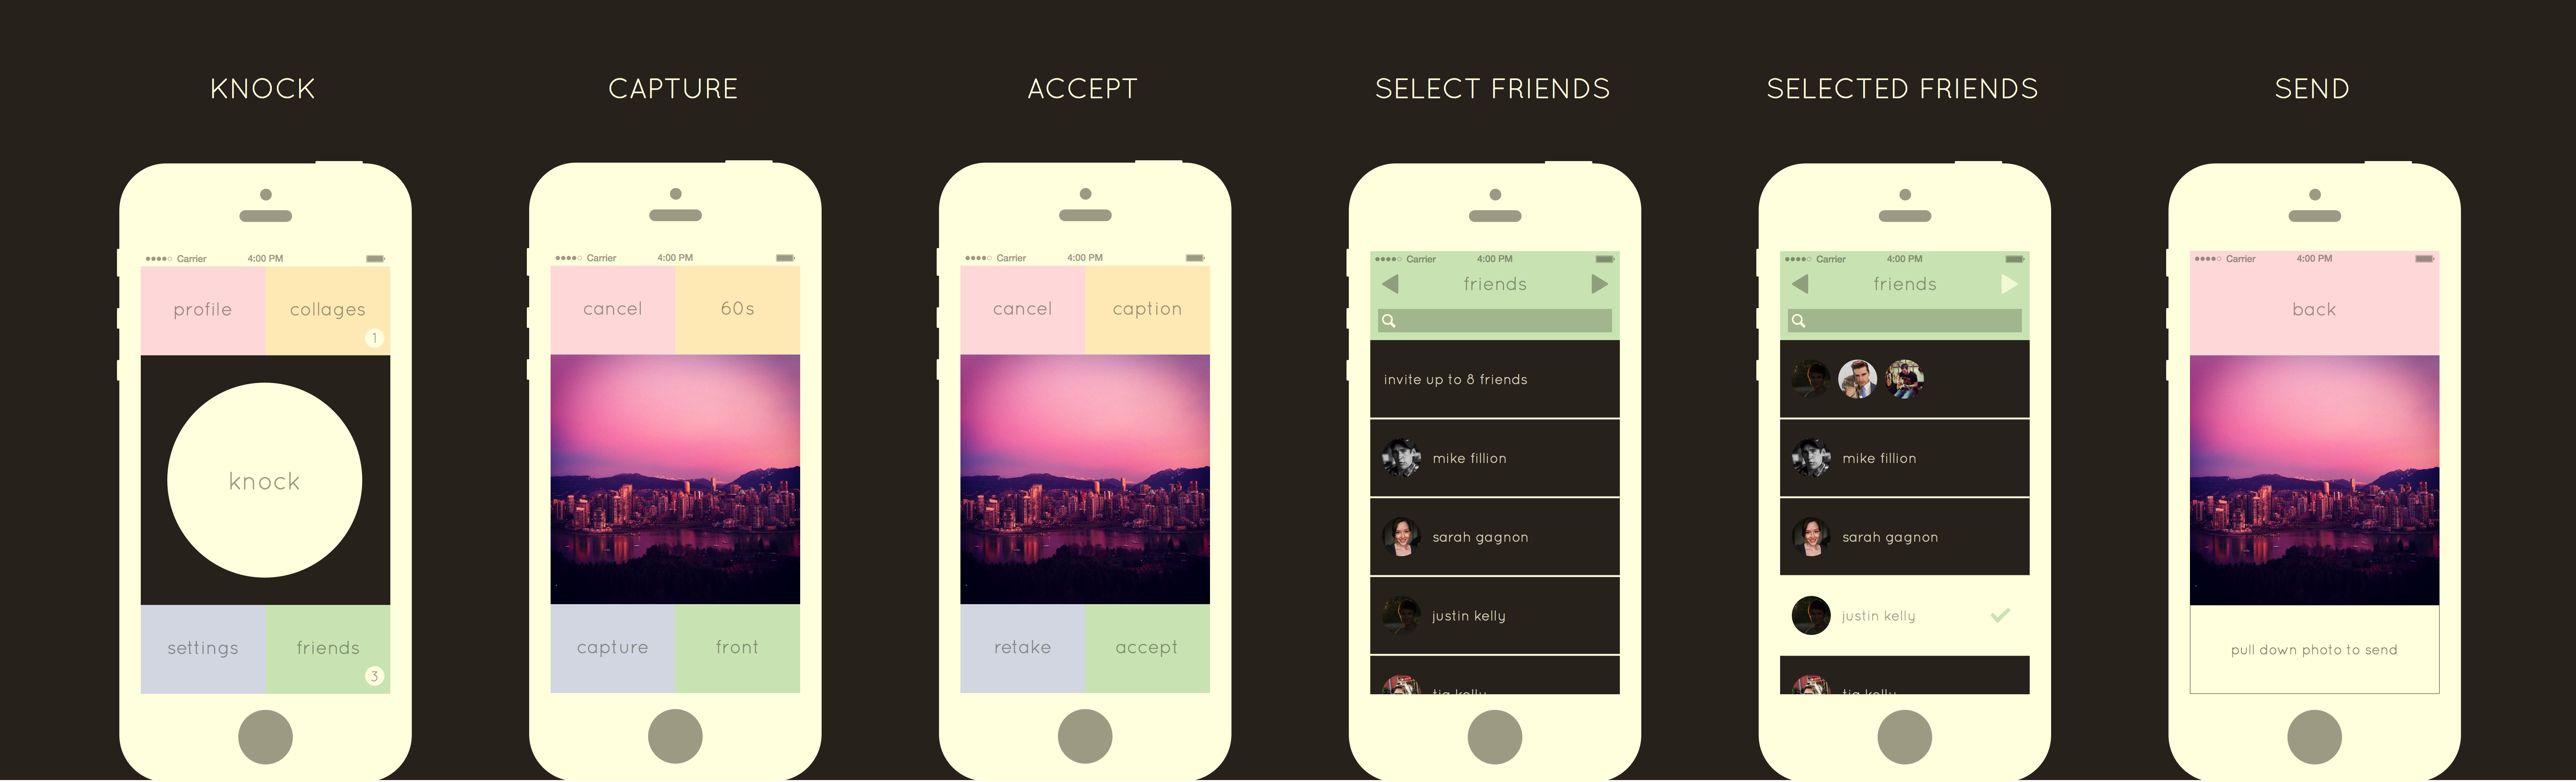 KNOCK
CAPTURE
ACCEPT
SELECT FRIENDS
SELECTED FRIENDS
SEND
Carrier 4:00 PM
profile
collages
1
knock
settings
friends
3
Carrier 4:00 PM
cancel
60s
capture
front
Carrier 4:00 PM
cancel
caption
retake
accept
Carrier 4:00 PM
friends
invite up to 8 friends
mike fillion
sarah gagnon
justin kelly
Carrier 4:00 PM
friends
mike fillion
sarah gagnon
justin kelly
Carrier 4:00 PM
back
pull down photo to send